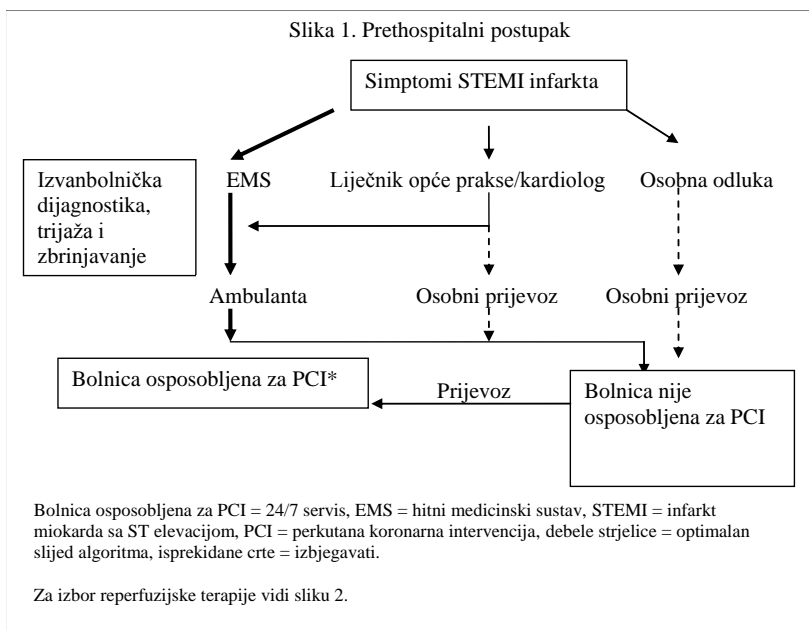 Slika 1. Prethospitalni postupak
Simptomi STEMI infarkta
Izvanbolnička
dijagnostika,
trijaža i
zbrinjavanje
EMS
Liječnik opće prakse/kardiolog
Osobna odluka
Ambulanta
Osobni prijevoz
Osobni prijevoz
Bolnica osposobljena za PCI*
Prijevoz
Bolnica nije
osposobljena za PCI
Bolnica osposobljena za PCI = 24/7 servis, EMS = hitni medicinski sustav, STEMI = infarkt
miokarda sa ST elevacijom, PCI = perkutana koronarna intervencija, debele strjelice = optimalan
slijed algoritma, isprekidane crte = izbjegavati.
Za izbor reperfuzijske terapije vidi sliku 2.